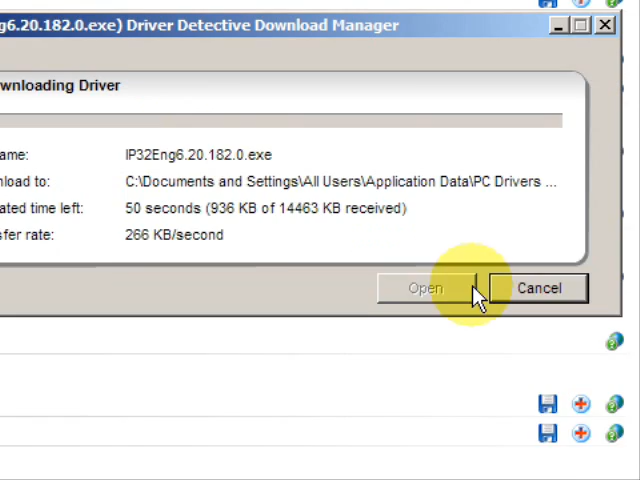 g6.20.182.0.exe) Driver Detective Download Manager
wnloading Driver
ame: IP32Eng6.20.182.0.exe
nload to: C:\Documents and Settings\All Users\Application Data\PC Drivers ...
ated time left: 50 seconds (936 KB of 14463 KB received)
sfer rate: 266 KB/second
Open Cancel